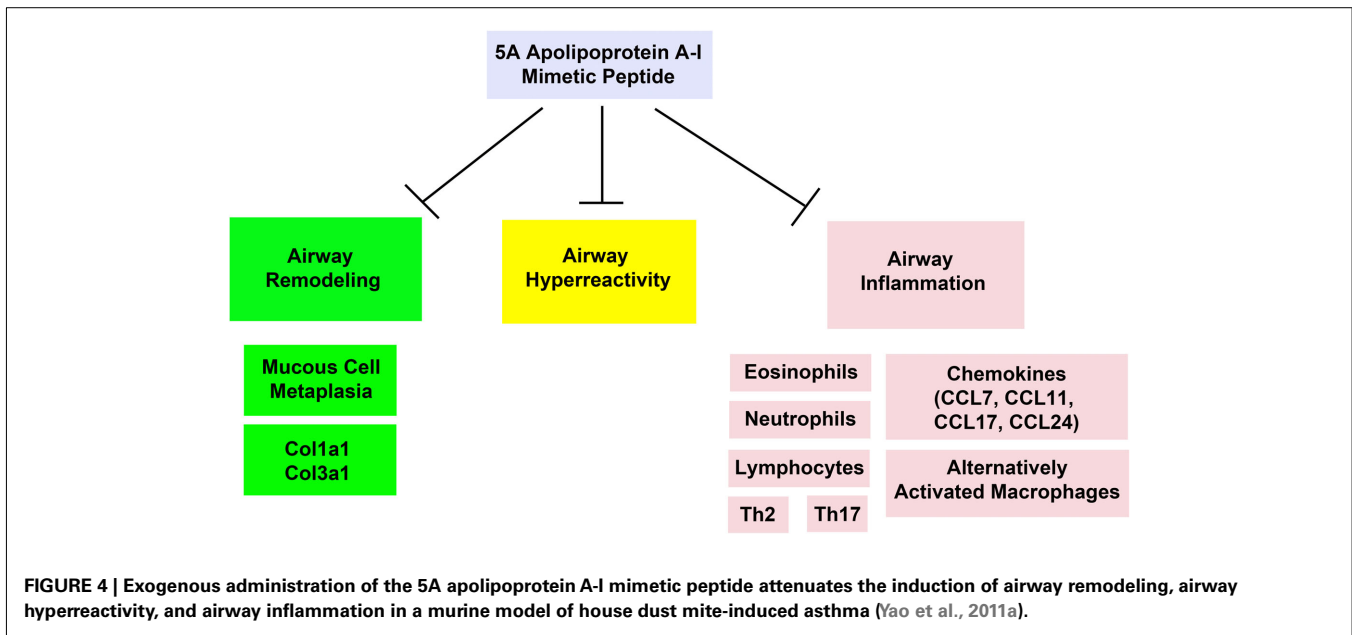 5A Apolipoprotein A-I
Mimetic Peptide
Airway
Remodeling
Airway
Hyperreactivity
Airway
Inflammation
Mucous Cell
Metaplasia
Col1a1
Col3a1
Eosinophils
Neutrophils
Lymphocytes
Th2
Th17
Chemokines
(CCL7, CCL11,
CCL17, CCL24)
Alternatively
Activated Macrophages
FIGURE 4 | Exogenous administration of the 5A apolipoprotein A-I mimetic peptide attenuates the induction of airway remodeling, airway
hyperreactivity, and airway inflammation in a murine model of house dust mite-induced asthma (Yao et al., 2011a).